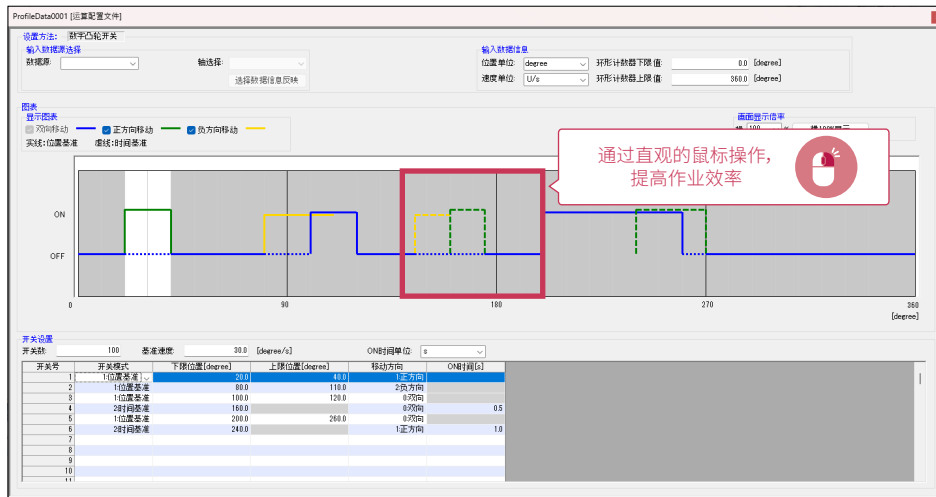 ProfileData0001 [运算配置文件]
设置方法： 数字凸轮开关
输入数据源选择
数据源:
轴选择:
选择数据信息反映
输入数据信息
位置单位: degree 环形计数器下限值: 0.0 [degree]
速度单位: U/s 环形计数器上限值: 360.0 [degree]
图表
显示图表
双向移动 正方向移动 负方向移动
实线:位置基准 虚线:时间基准
画面显示倍率
100 %
通过直观的鼠标操作，
提高作业效率
ON
OFF
0 90 180 270 360
[degree]
开关设置
开关数: 100 基准速度: 30.0 [degree/s] ON时间单位: s
开关号 开关模式 下限位置[degree] 上限位置[degree] 移动方向 ON时间[s]
1 1:位置基准 20.0 40.0 1:正方向
2 1:位置基准 80.0 110.0 2:负方向
3 1:位置基准 100.0 120.0 0:双向
4 2:时间基准 160.0 0:双向 0.5
5 1:位置基准 200.0 260.0 0:双向
6 2:时间基准 240.0 1:正方向 1.0
7
8
9
10
11